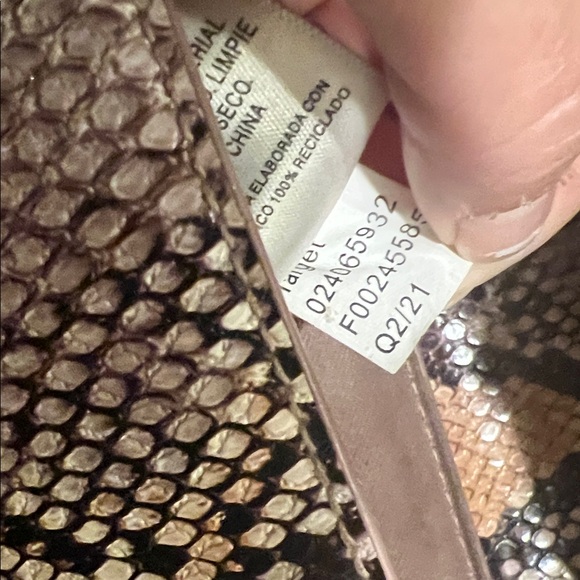 RIAL
LIMPIE
SECO.
CHINA
ELABORADA CON
CO 100% RECICLADO
Target
024065932
F00245585
Q2/21